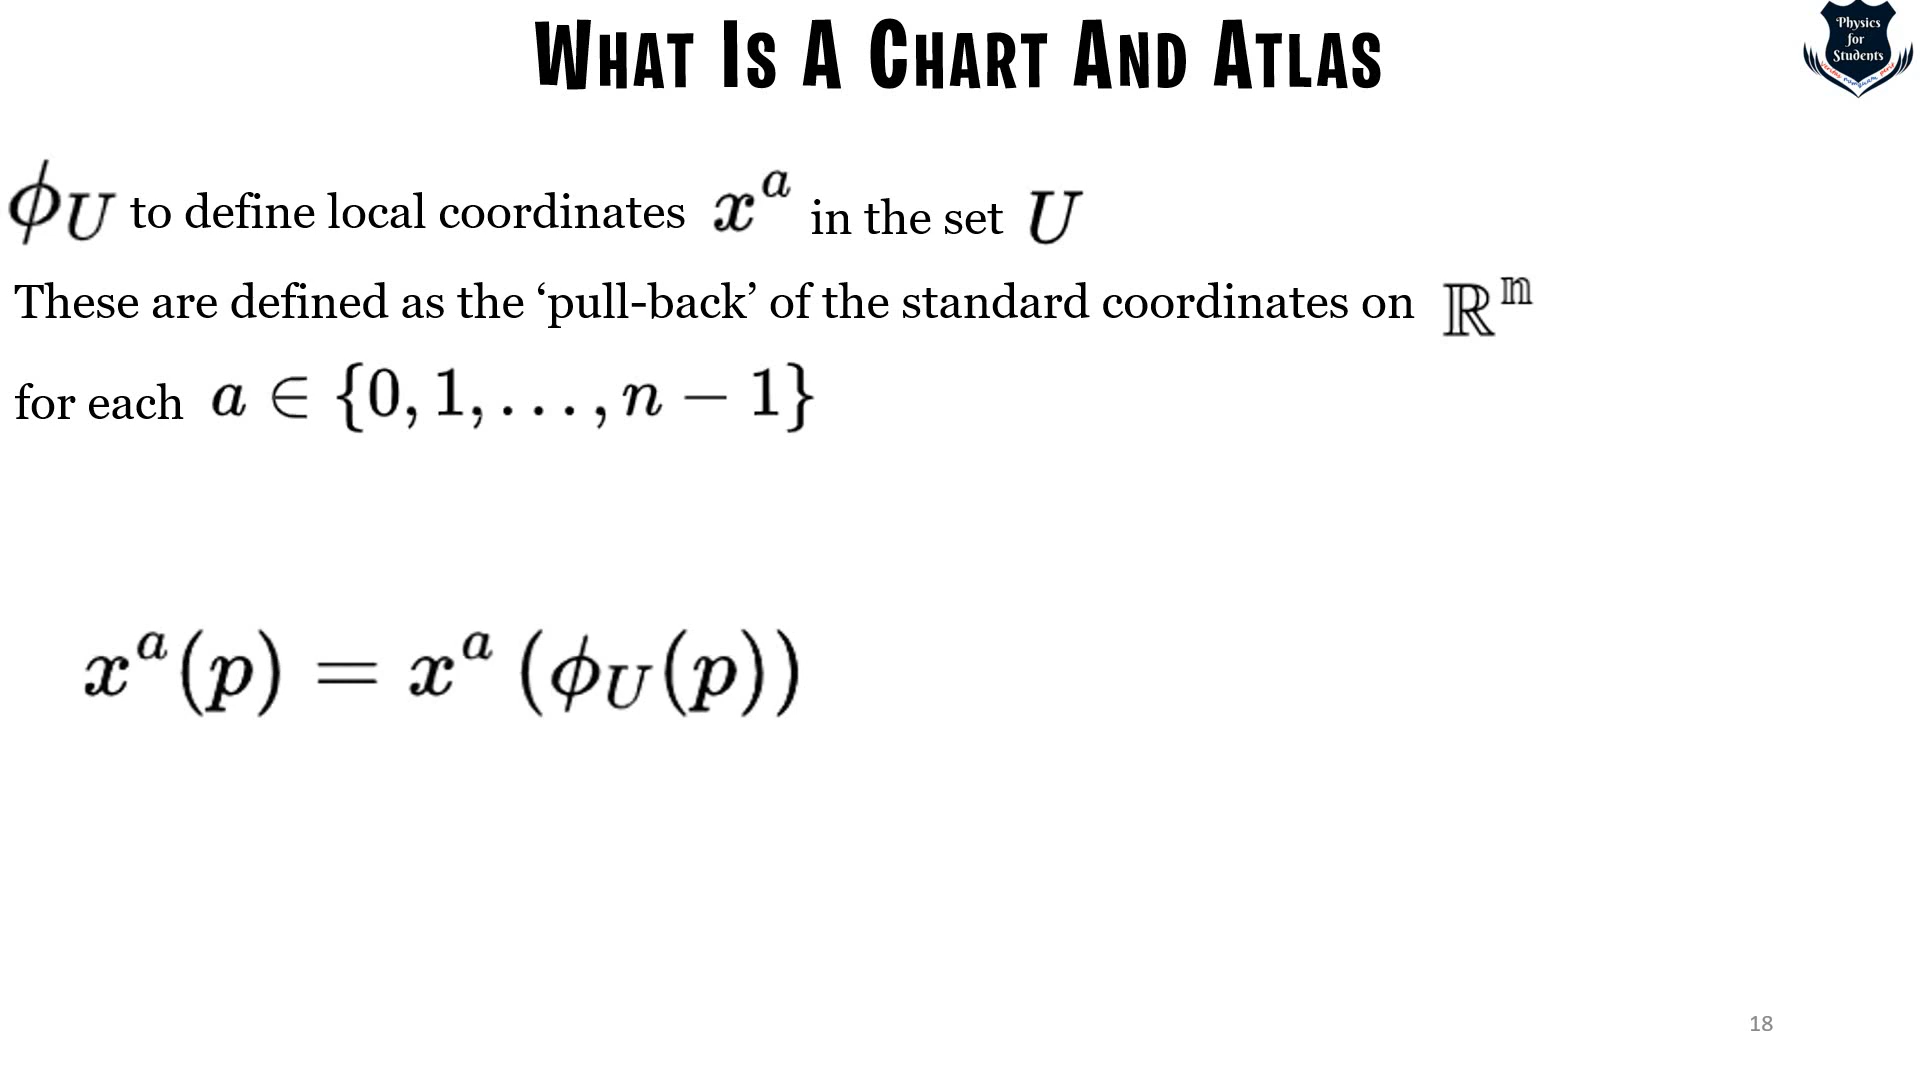 WHAT IS A CHART AND ATLAS
Physics
for
Students
ϕ_U to define local coordinates x^a in the set U
These are defined as the ‘pull-back’ of the standard coordinates on ℝ^n
for each a ∈ {0, 1, . . . , n − 1}
x^a(p) = x^a (ϕ_U(p))
18